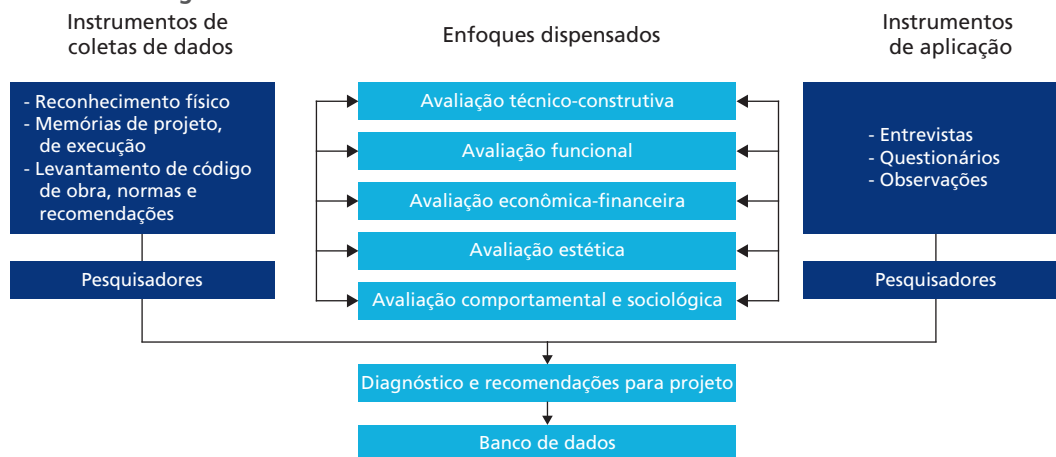 Instrumentos de
coletas de dados
Enfoques dispensados
Instrumentos
de aplicação
- Reconhecimento físico
- Memórias de projeto,
de execução
- Levantamento de código
de obra, normas e
recomendações
Pesquisadores
Avaliação técnico-construtiva
Avaliação funcional
Avaliação econômica-financeira
Avaliação estética
Avaliação comportamental e sociológica
- Entrevistas
- Questionários
- Observações
Pesquisadores
Diagnóstico e recomendações para projeto
Banco de dados